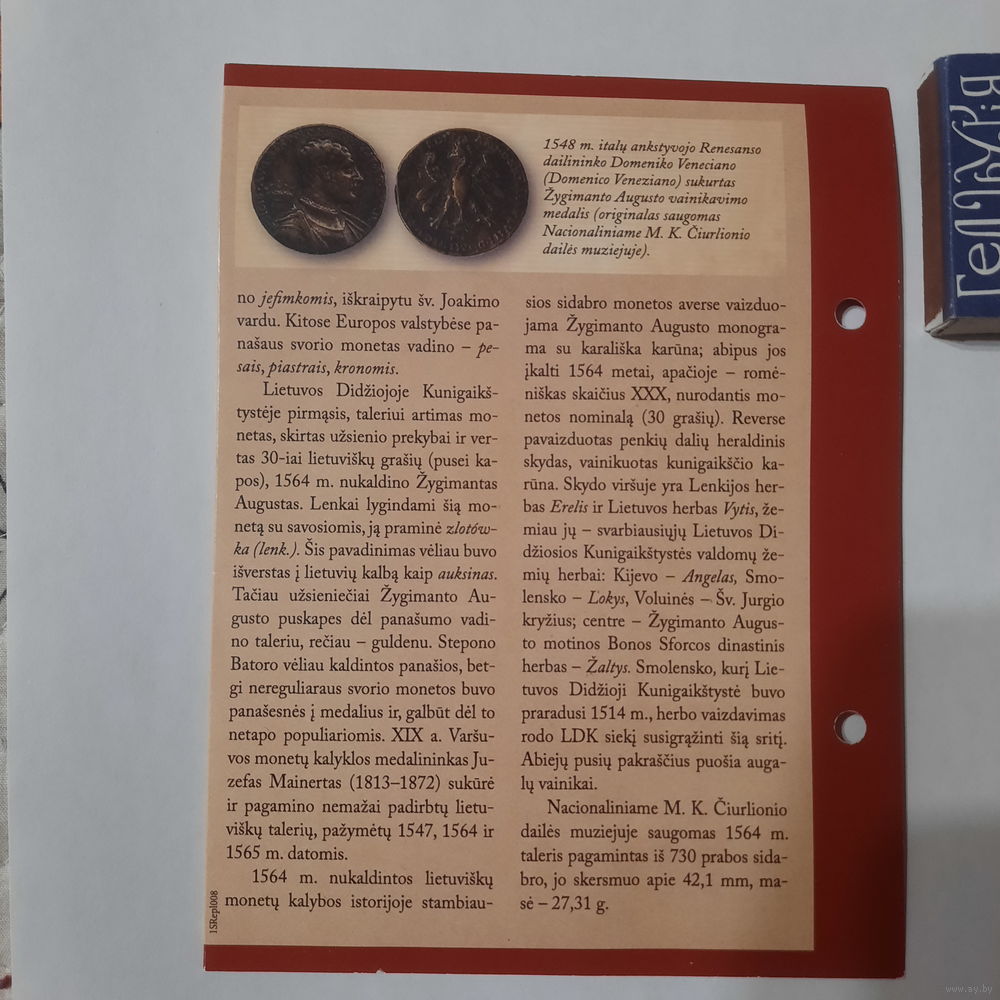 1548 m. italų ankstyvojo Renesanso
dailininko Domeniko Veneciano
(Domenico Veneziano) sukurtas
Žygimanto Augusto vainikavimo
medalis (originalas saugomas
Nacionaliniame M. K. Čiurlionio
dailės muziejuje).
no jefimkomis, iškraipytu šv. Joakimo
vardu. Kitose Europos valstybėse pa-
našaus svorio monetas vadino – pe-
sais, piastrais, kronomis.
Lietuvos Didžiojoje Kunigaikš-
tystėje pirmąsis, taleriui artimas mo-
netas, skirtas užsienio prekybai ir ver-
tas 30-iai lietuviškų grašių (pusei ka-
pos), 1564 m. nukaldino Žygimantas
Augustas. Lenkai lygindami šią mo-
netą su savosiomis, ją praminė zlotów-
ka (lenk.). Šis pavadinimas vėliau buvo
išverstas į lietuvių kalbą kaip auksinas.
Tačiau užsieniečiai Žygimanto Au-
gusto puskapes dėl panašumo vadi-
no taleriu, rečiau – guldenu. Stepono
Batoro vėliau kaldintos panašios, bet-
gi nereguliaraus svorio monetos buvo
panašesnės į medalius ir, galbūt dėl to
netapo populiariomis. XIX a. Varšu-
vos monetų kalyklos medalininkas Ju-
zefas Mainertas (1813–1872) sukūrė
ir pagamino nemažai padirbtų lietu-
viškų talerių, pažymėtų 1547, 1564 ir
1565 m. datomis.
1564 m. nukaldintos lietuviškų
monetų kalybos istorijoje stambiau-
sios sidabro monetos averse vaizduo-
jama Žygimanto Augusto monogra-
ma su karališka karūna; abipus jos
įkalti 1564 metai, apačioje – romė-
niškas skaičius XXX, nurodantis mo-
netos nominalą (30 grašių). Reverse
pavaizduotas penkių dalių heraldinis
skydas, vainikuotas kunigaikščio ka-
rūna. Skydo viršuje yra Lenkijos her-
bas Erelis ir Lietuvos herbas Vytis, že-
miau jų – svarbiausiųjų Lietuvos Di-
džiosios Kunigaikštystės valdomų že-
mių herbai: Kijevo – Angelas, Smo-
lensko – Lokys, Voluinės – Šv. Jurgio
kryžius; centre – Žygimanto Augus-
to motinos Bonos Sforcos dinastinis
herbas – Žaltys. Smolensko, kurį Lie-
tuvos Didžioji Kunigaikštystė buvo
praradusi 1514 m., herbo vaizdavimas
rodo LDK siekį susigrąžinti šią sritį.
Abiejų pusių pakraščius puošia auga-
lų vainikai.
Nacionaliniame M. K. Čiurlionio
dailės muziejuje saugomas 1564 m.
taleris pagamintas iš 730 prabos sida-
bro, jo skersmuo apie 42,1 mm, ma-
sė – 27,31 g.
1SRepl008
www.ay.by